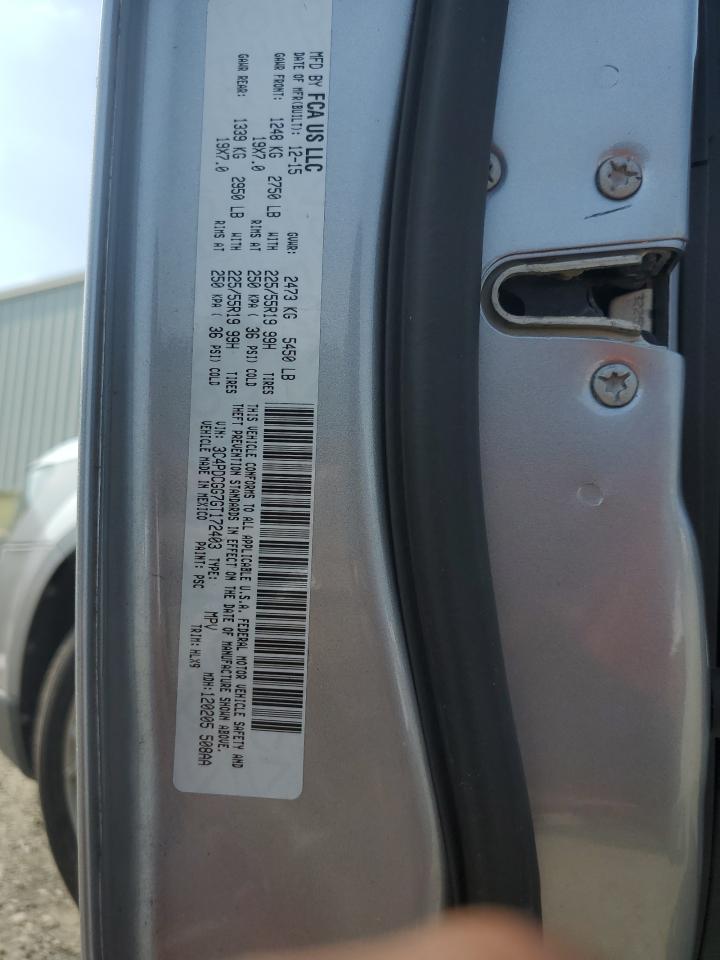 MFD BY FCA US LLC
DATE OF MFR(BUILT): 12-15 GVWR: 2473 KG 5450 LB
GAWR FRONT: 1248 KG 2750 LB WITH 225/55R19 99H TIRES
19X7.0 RIMS AT 250 KPA ( 36 PSI) COLD
GAWR REAR: 1339 KG 2950 LB WITH 225/55R19 99H TIRES
19X7.0 RIMS AT 250 KPA ( 36 PSI) COLD
THIS VEHICLE CONFORMS TO ALL APPLICABLE U.S.A. FEDERAL MOTOR VEHICLE SAFETY AND
THEFT PREVENTION STANDARDS IN EFFECT ON THE DATE OF MANUFACTURE SHOWN ABOVE.
VIN: 3C4PDCGG7GT172403 TYPE: MPV MDH:120205 508AA
VEHICLE MADE IN MEXICO PAINT: PSC TRIM: HLX9